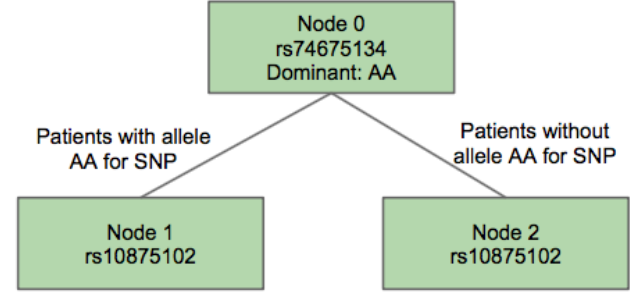 Node 0
rs74675134
Dominant: AA
Patients with allele
AA for SNP
Patients without
allele AA for SNP
Node 1
rs10875102
Node 2
rs10875102